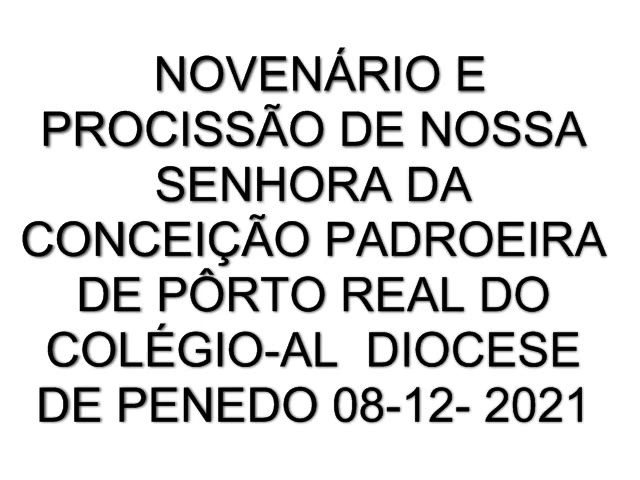 NOVENÁRIO E
PROCISSÃO DE NOSSA
SENHORA DA
CONCEIÇÃO PADROEIRA
DE PÔRTO REAL DO
COLÉGIO-AL  DIOCESE
DE PENEDO 08-12- 2021